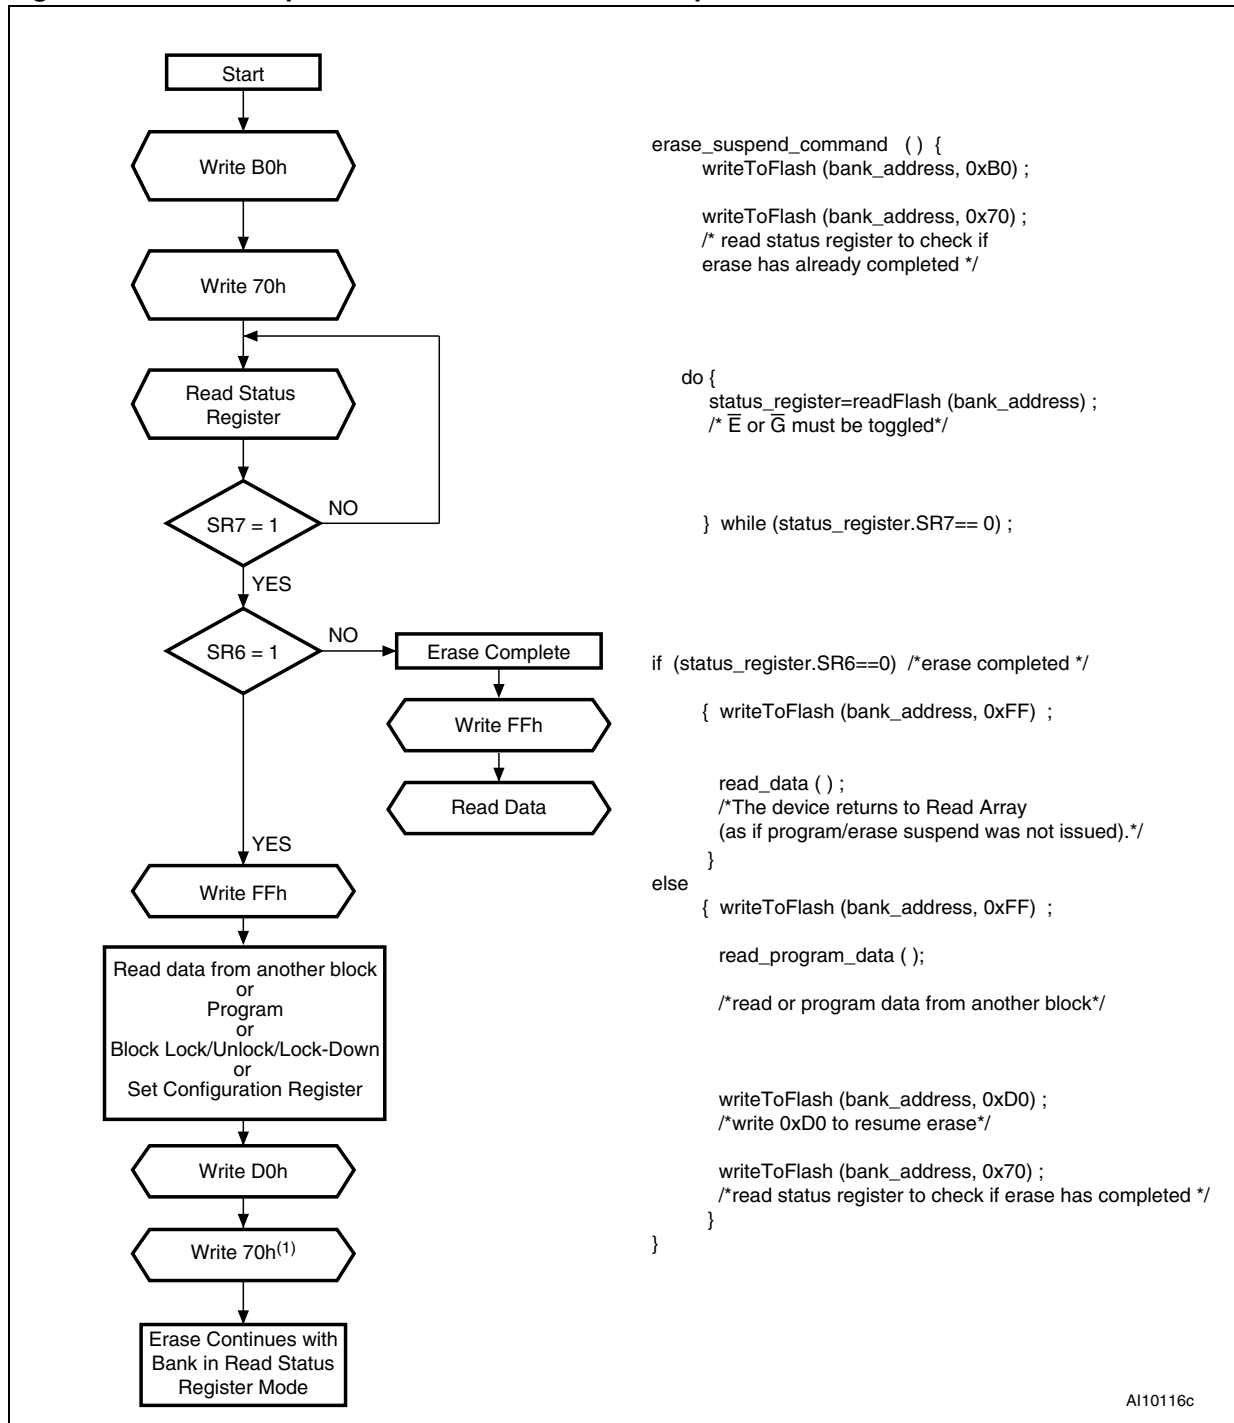 Start
Write B0h
Write 70h
Read Status
Register
SR7 = 1
NO
YES
SR6 = 1
NO
Erase Complete
Write FFh
Read Data
YES
Write FFh
Read data from another block
or
Program
or
Block Lock/Unlock/Lock-Down
or
Set Configuration Register
Write D0h
Write 70h(1)
Erase Continues with
Bank in Read Status
Register Mode
erase_suspend_command ( ) {
writeToFlash (bank_address, 0xB0) ;
writeToFlash (bank_address, 0x70) ;
/* read status register to check if
erase has already completed */
do {
status_register=readFlash (bank_address) ;
/* E̅ or G̅ must be toggled*/
} while (status_register.SR7== 0) ;
if (status_register.SR6==0) /*erase completed */
{ writeToFlash (bank_address, 0xFF) ;
read_data ( ) ;
/*The device returns to Read Array
(as if program/erase suspend was not issued).*/
}
else
{ writeToFlash (bank_address, 0xFF) ;
read_program_data ( );
/*read or program data from another block*/
writeToFlash (bank_address, 0xD0) ;
/*write 0xD0 to resume erase*/
writeToFlash (bank_address, 0x70) ;
/*read status register to check if erase has completed */
}
}
AI10116c